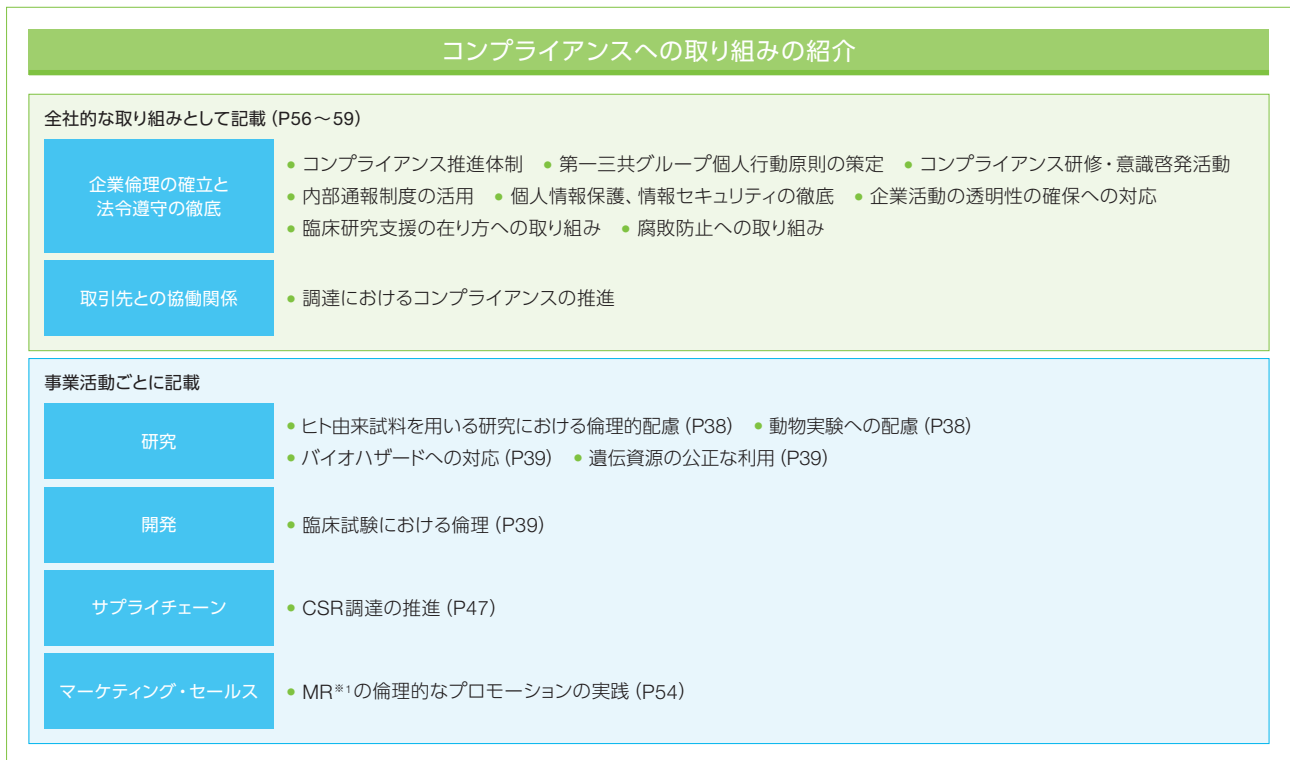 コンプライアンスへの取り組みの紹介
全社的な取り組みとして記載（P56～59）
企業倫理の確立と
法令遵守の徹底
● コンプライアンス推進体制 ● 第一三共グループ個人行動原則の策定 ● コンプライアンス研修・意識啓発活動
● 内部通報制度の活用 ● 個人情報保護、情報セキュリティの徹底 ● 企業活動の透明性の確保への対応
● 臨床研究支援の在り方への取り組み ● 腐敗防止への取り組み
取引先との協働関係
● 調達におけるコンプライアンスの推進
事業活動ごとに記載
研究
● ヒト由来試料を用いる研究における倫理的配慮（P38） ● 動物実験への配慮（P38）
● バイオハザードへの対応（P39） ● 遺伝資源の公正な利用（P39）
開発
● 臨床試験における倫理（P39）
サプライチェーン
● CSR調達の推進（P47）
マーケティング・セールス
● MR※1の倫理的なプロモーションの実践（P54）